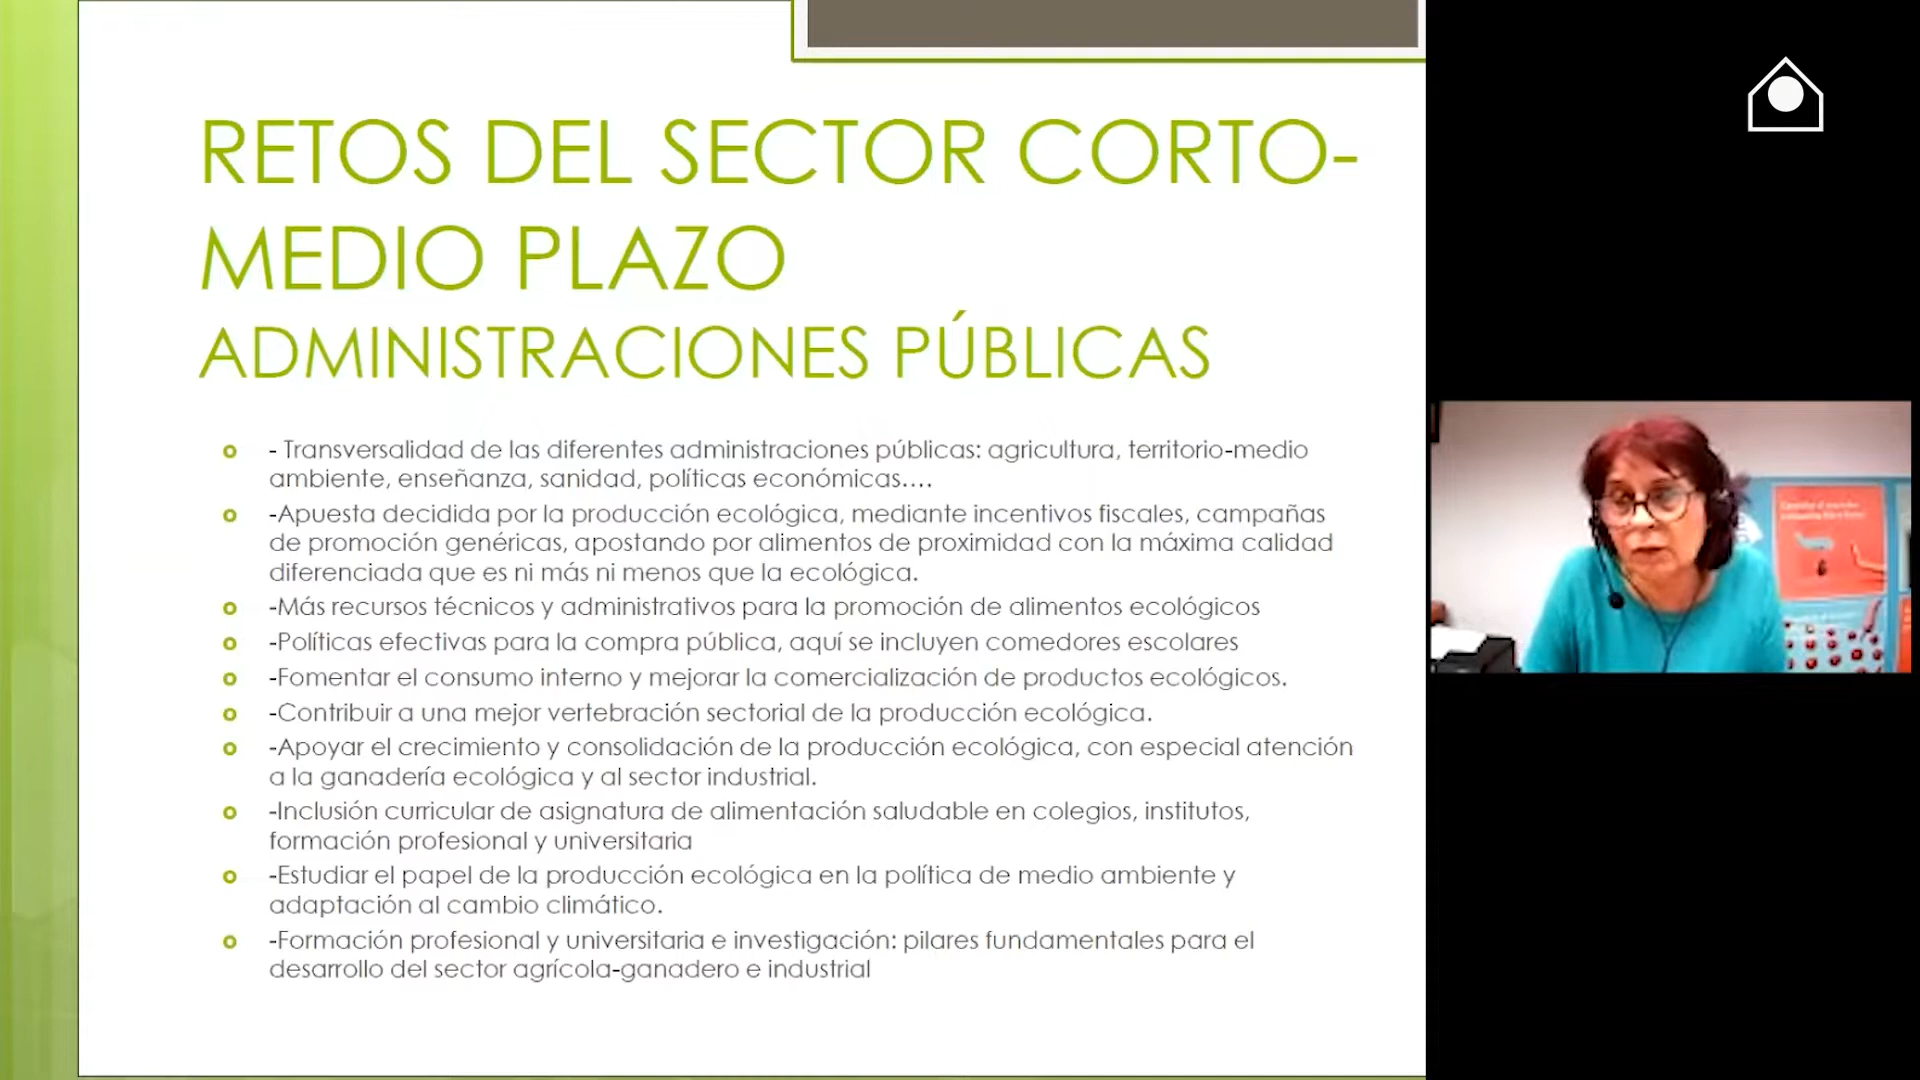 RETOS DEL SECTOR CORTO-
MEDIO PLAZO
ADMINISTRACIONES PÚBLICAS
- Transversalidad de las diferentes administraciones públicas: agricultura, territorio-medio
ambiente, enseñanza, sanidad, políticas económicas....
-Apuesta decidida por la producción ecológica, mediante incentivos fiscales, campañas
de promoción genéricas, apostando por alimentos de proximidad con la máxima calidad
diferenciada que es ni más ni menos que la ecológica.
-Más recursos técnicos y administrativos para la promoción de alimentos ecológicos
-Políticas efectivas para la compra pública, aquí se incluyen comedores escolares
-Fomentar el consumo interno y mejorar la comercialización de productos ecológicos.
-Contribuir a una mejor vertebración sectorial de la producción ecológica.
-Apoyar el crecimiento y consolidación de la producción ecológica, con especial atención
a la ganadería ecológica y al sector industrial.
-Inclusión curricular de asignatura de alimentación saludable en colegios, institutos,
formación profesional y universitaria
-Estudiar el papel de la producción ecológica en la política de medio ambiente y
adaptación al cambio climático.
-Formación profesional y universitaria e investigación: pilares fundamentales para el
desarrollo del sector agrícola-ganadero e industrial